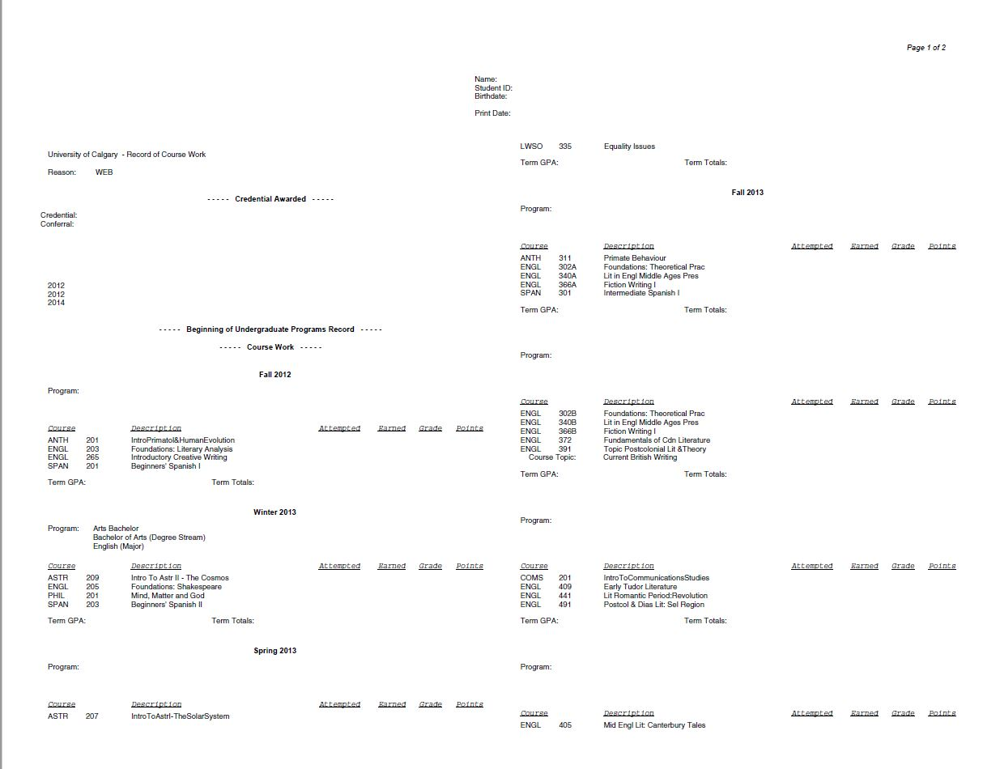 Page 1 of 2
Name:
Student ID:
Birthdate:
Print Date:
University of Calgary - Record of Course Work
Reason: WEB
- - - - - Credential Awarded - - - - -
Credential:
Conferral:
2012
2012
2014
- - - - - Beginning of Undergraduate Programs Record - - - - -
- - - - - Course Work - - - - -
Fall 2012
Program:
Course Description Attempted Earned Grade Points
ANTH 201 IntroPrimatol&HumanEvolution
ENGL 203 Foundations: Literary Analysis
ENGL 265 Introductory Creative Writing
SPAN 201 Beginners' Spanish I
Term GPA: Term Totals:
Winter 2013
Program: Arts Bachelor
Bachelor of Arts (Degree Stream)
English (Major)
Course Description Attempted Earned Grade Points
ASTR 209 Intro To Astr II - The Cosmos
ENGL 205 Foundations: Shakespeare
PHIL 201 Mind, Matter and God
SPAN 203 Beginners' Spanish II
Term GPA: Term Totals:
Spring 2013
Program:
Course Description Attempted Earned Grade Points
ASTR 207 IntroToAstrI-TheSolarSystem
LWSO 335 Equality Issues
Term GPA: Term Totals:
Fall 2013
Program:
Course Description Attempted Earned Grade Points
ANTH 311 Primate Behaviour
ENGL 302A Foundations: Theoretical Prac
ENGL 340A Lit in Engl Middle Ages Pres
ENGL 366A Fiction Writing I
SPAN 301 Intermediate Spanish I
Term GPA: Term Totals:
Program:
Course Description Attempted Earned Grade Points
ENGL 302B Foundations: Theoretical Prac
ENGL 340B Lit in Engl Middle Ages Pres
ENGL 366B Fiction Writing I
ENGL 372 Fundamentals of Cdn Literature
ENGL 391 Topic Postcolonial Lit &Theory
Course Topic: Current British Writing
Term GPA: Term Totals:
Program:
Course Description Attempted Earned Grade Points
COMS 201 IntroToCommunicationsStudies
ENGL 409 Early Tudor Literature
ENGL 441 Lit Romantic Period:Revolution
ENGL 491 Postcol & Dias Lit: Sel Region
Term GPA: Term Totals:
Program:
Course Description Attempted Earned Grade Points
ENGL 405 Mid Engl Lit: Canterbury Tales